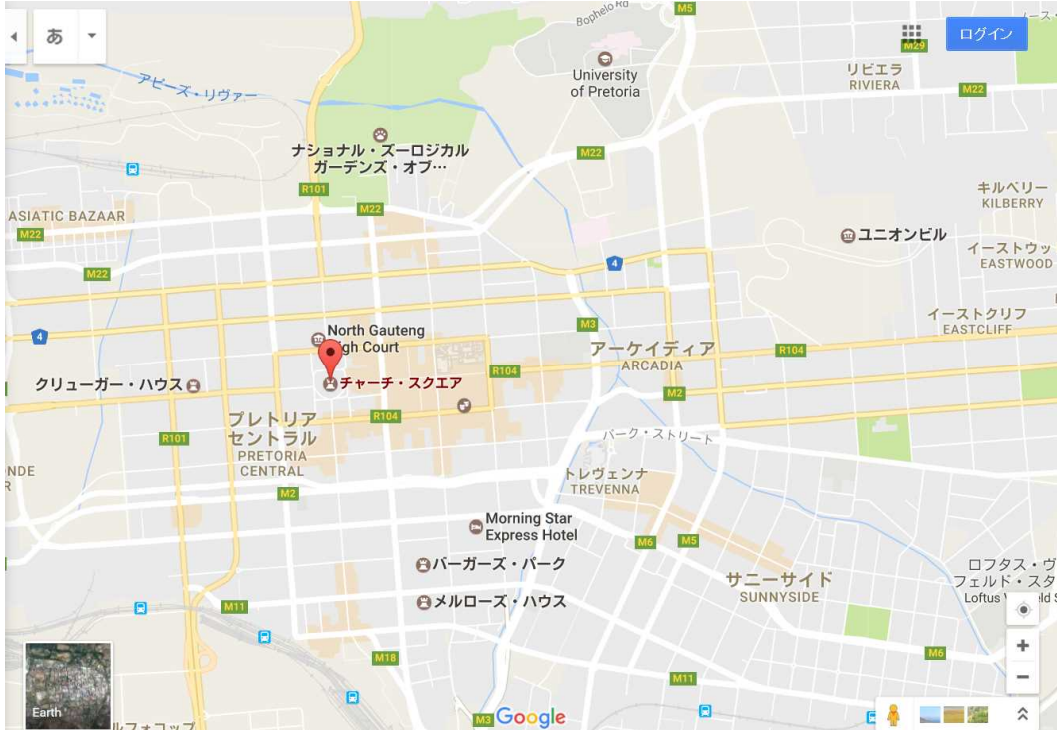 あ
アピーズ・リヴァー
Bophelo Rd
M5
M29
ログイン
University
of Pretoria
リビエラ
RIVIERA
M22
ナショナル・ズーロジカル
ガーデンズ・オブ…
M22
R101
M22
キルベリー
KILBERRY
ASIATIC BAZAAR
M22
ユニオンビル
イーストウッ
EASTWOOD
M22
4
イーストクリフ
EASTCLIFF
4
North Gauteng
High Court
M3
アーケイディア
ARCADIA
R104
R104
クリューガー・ハウス
チャーチ・スクエア
M2
プレトリア
セントラル
PRETORIA
CENTRAL
R104
R101
パーク・ストリート
NDE
R
トレヴェンナ
TREVENNA
M2
Morning Star
Express Hotel
M6
M5
バーガーズ・パーク
サニーサイド
SUNNYSIDE
ロフタス・ヴ
フェルド・スタ
Loftus
ld S
メルローズ・ハウス
M11
M6
M18
M11
Earth
ルフォコップ
M3
Google